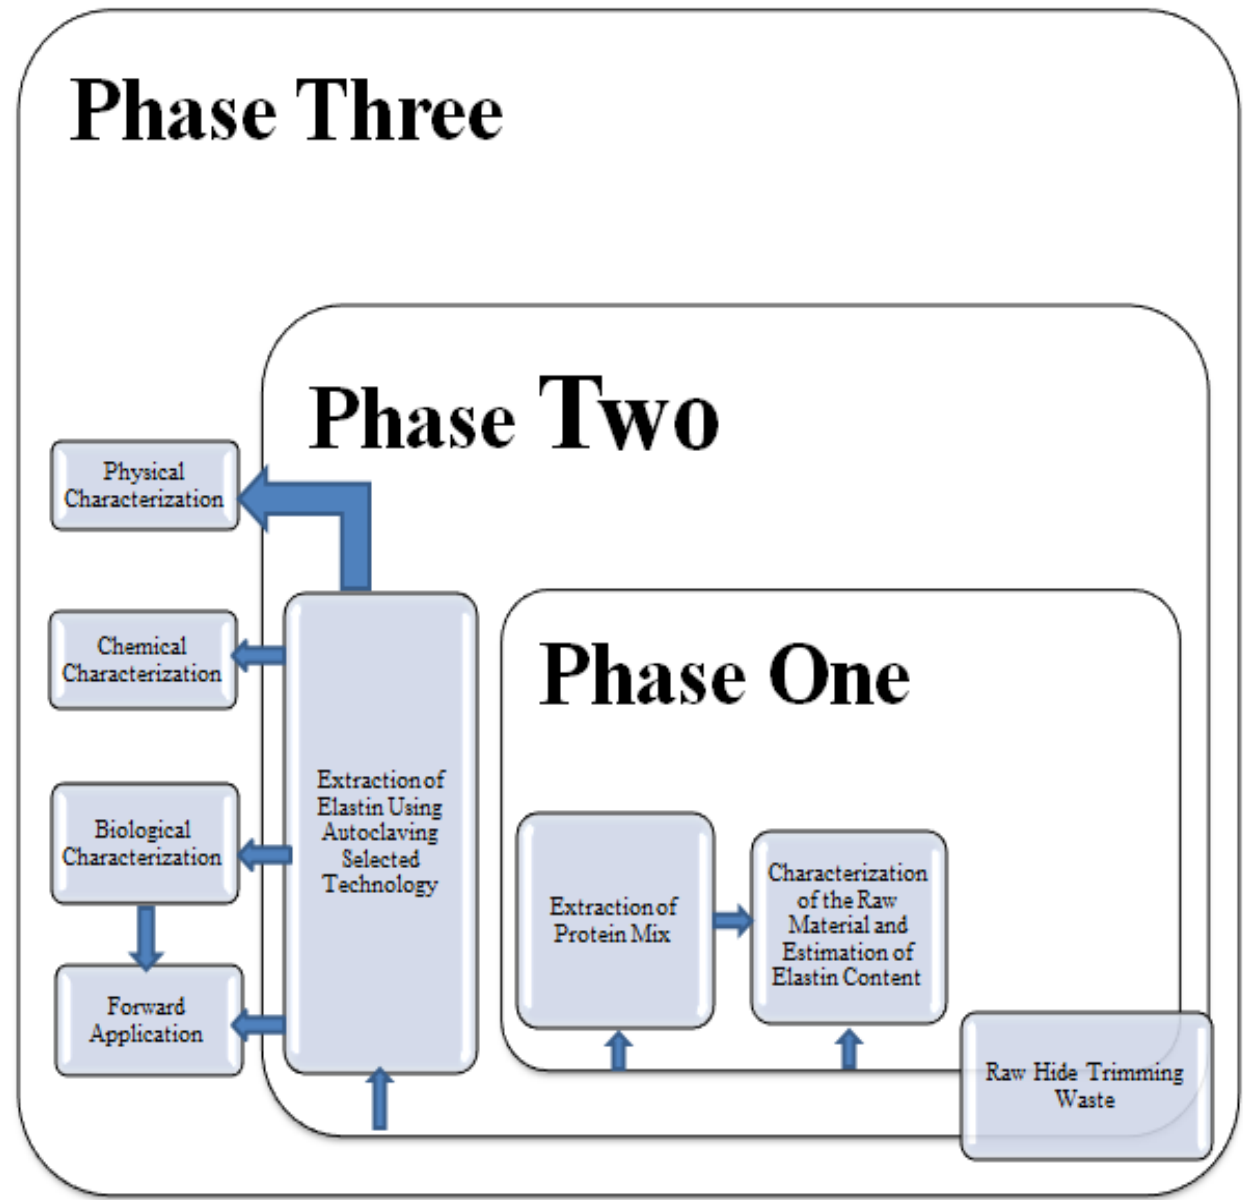 Phase Three
Phase Two
Physical
Characterization
Chemical
Characterization
Biological
Characterization
Forward
Application
Extraction of
Elastin Using
Autoclaving
Selected
Technology
Phase One
Extraction of
Protein Mix
Characterization
of the Raw
Material and
Estimation of
Elastin Content
Raw Hide Trimming
Waste